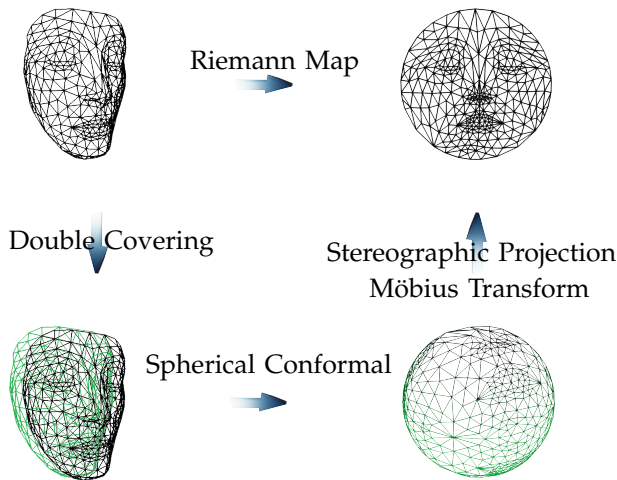 Riemann Map
Double Covering
Stereographic Projection
Möbius Transform
Spherical Conformal